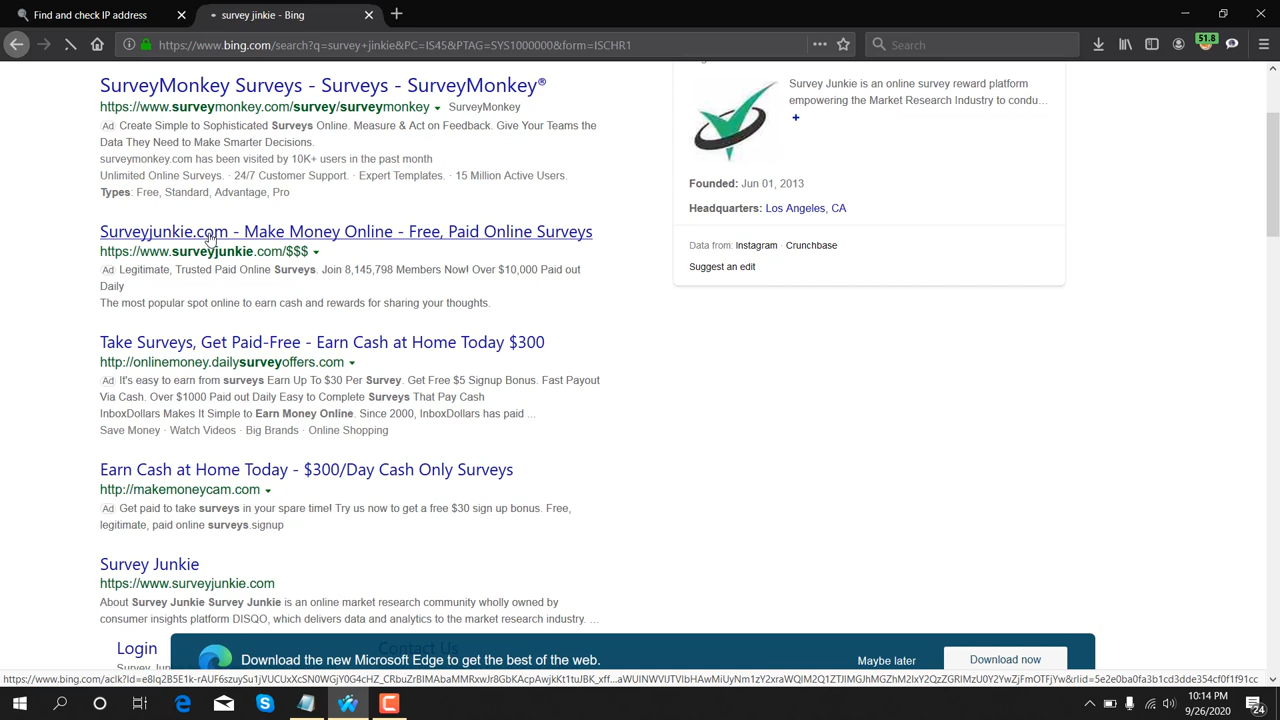 Find and check IP address
survey jinkie - Bing
https://www.bing.com/search?q=survey+jinkie&PC=IS45&PTAG=SYS1000000&form=ISCHR1
Search
51.8
SurveyMonkey Surveys - Surveys - SurveyMonkey®
https://www.surveymonkey.com/survey/surveymonkey SurveyMonkey
Ad Create Simple to Sophisticated Surveys Online. Measure & Act on Feedback. Give Your Teams the
Data They Need to Make Smarter Decisions.
surveymonkey.com has been visited by 10K+ users in the past month
Unlimited Online Surveys. · 24/7 Customer Support. · Expert Templates. · 15 Million Active Users.
Types: Free, Standard, Advantage, Pro
Surveyjunkie.com - Make Money Online - Free, Paid Online Surveys
https://www.surveyjunkie.com/$$$
Ad Legitimate, Trusted Paid Online Surveys. Join 8,145,798 Members Now! Over $10,000 Paid out
Daily
The most popular spot online to earn cash and rewards for sharing your thoughts.
Take Surveys, Get Paid-Free - Earn Cash at Home Today $300
http://onlinemoney.dailysurveyoffers.com
Ad It's easy to earn from surveys Earn Up To $30 Per Survey. Get Free $5 Signup Bonus. Fast Payout
Via Cash. Over $1000 Paid out Daily Easy to Complete Surveys That Pay Cash
InboxDollars Makes It Simple to Earn Money Online. Since 2000, InboxDollars has paid ...
Save Money · Watch Videos · Big Brands · Online Shopping
Earn Cash at Home Today - $300/Day Cash Only Surveys
http://makemoneycam.com
Ad Get paid to take surveys in your spare time! Try us now to get a free $30 sign up bonus. Free,
legitimate, paid online surveys.signup
Survey Junkie
https://www.surveyjunkie.com
About Survey Junkie Survey Junkie is an online market research community wholly owned by
consumer insights platform DISQO, which delivers data and analytics to the market research industry. ...
Login
Contact Us
Survey Junkie is an online survey reward platform
empowering the Market Research Industry to condu...
Founded: Jun 01, 2013
Headquarters: Los Angeles, CA
Data from: Instagram · Crunchbase
Suggest an edit
Download the new Microsoft Edge to get the best of the web.
Maybe later
Download now
10:14 PM
9/26/2020
24